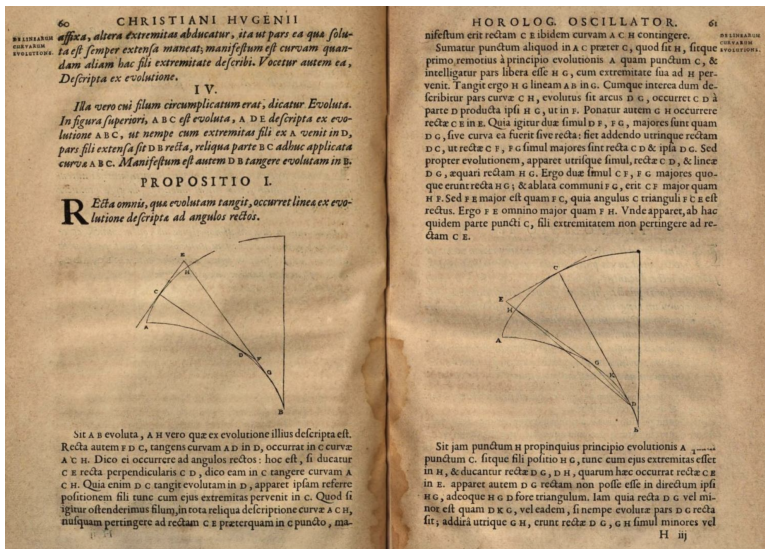 60
CHRISTIANI HVGENII
DE LINEARUM
CURVARUM
EVOLUTIONE.
affixa, altera extremitas abducatur, ita ut pars ea quæ solu-
ta est semper extensa maneat; manifestum est curvam quan-
dam aliam hac fili extremitate describi. Vocetur autem ea,
Descripta ex evolutione.
IV.
Illa vero cui filum circumplicatum erat, dicatur Evoluta.
In figura superiori, A B C est evoluta, A D E descripta ex evo-
lutione A B C, ut nempe cum extremitas fili ex A venit in D,
pars fili extensa sit D B recta, reliqua parte B C adhuc applicata
curvæ A B C. Manifestum est autem D B tangere evolutam in B.
PROPOSITIO I.
REcta omnis, quæ evolutam tangit, occurret lineæ ex evo-
lutione descriptæ ad angulos rectos.
E
H
C
A
D
F
G
B
Sit A B evoluta, A H vero quæ ex evolutione illius descripta est.
Recta autem F D C, tangens curvam A D in D, occurrat in C curvæ
A C H. Dico ei occurrere ad angulos rectos: hoc est, si ducatur
C E recta perpendicularis C D, dico eam in C tangere curvam A
C H. Quia enim D C tangit evolutam in D, apparet ipsam referre
positionem fili tunc cum ejus extremitas pervenit in C. Quod si
igitur ostenderimus filum, in tota reliqua descriptione curvæ A C H,
nusquam pertingere ad rectam C E præterquam in C puncto, ma-
HOROLOG. OSCILLATOR.
61
DE LINEARUM
CURVARUM
EVOLUTIONE.
nifestum erit rectam C E ibidem curvam A C H contingere.
Sumatur punctum aliquod in A C præter C, quod sit H, sitque
primo remotius à principio evolutionis A quam punctum C, &
intelligatur pars libera esse H G, cum extremitate sua ad H per-
venit. Tangit ergo H G lineam A B in G. Cumque interea dum de-
scribitur pars curvæ C H, evolutus sit arcus D G, occurret C D à
parte D producta ipsi H G, ut in F. Ponatur autem G H occurrere
rectæ C E in E. Quia igitur duæ simul D F, F G, majores sunt quam
D G, sive curva ea fuerit sive recta: fiet addendo utrinque rectam
D C, ut rectæ C F, F G simul majores sint recta C D & ipsa D G. Sed
propter evolutionem, apparet utrisque simul, rectæ C D, & lineæ
D G, æquari rectam H G. Ergo duæ simul C F, F G majores quo-
que erunt recta H G; & ablata communi F G, erit C F major quam
H F. Sed F E major est quam F C, quia angulus C trianguli F C E est
rectus. Ergo F E omnino major quam F H. Vnde apparet, ab hac
quidem parte puncti C, fili extremitatem non pertingere ad re-
ctam C E.
C
E
H
A
G
K
D
Sit jam punctum H propinquius principio evolutionis A
punctum C. sitque fili positio H G, tunc cum ejus extremitas esset
in H, & ducantur rectæ D G, D H, quarum hæc occurrat rectæ C E
in E. apparet autem D G rectam non posse esse in directum ipsi
H G, adeoque H G D fore triangulum. Iam quia recta D G vel mi-
nor est quam D K G, vel eadem, si nempe evolutæ pars D G recta
sit; addita utrique G H, erunt rectæ D G, G H simul minores vel
H iij